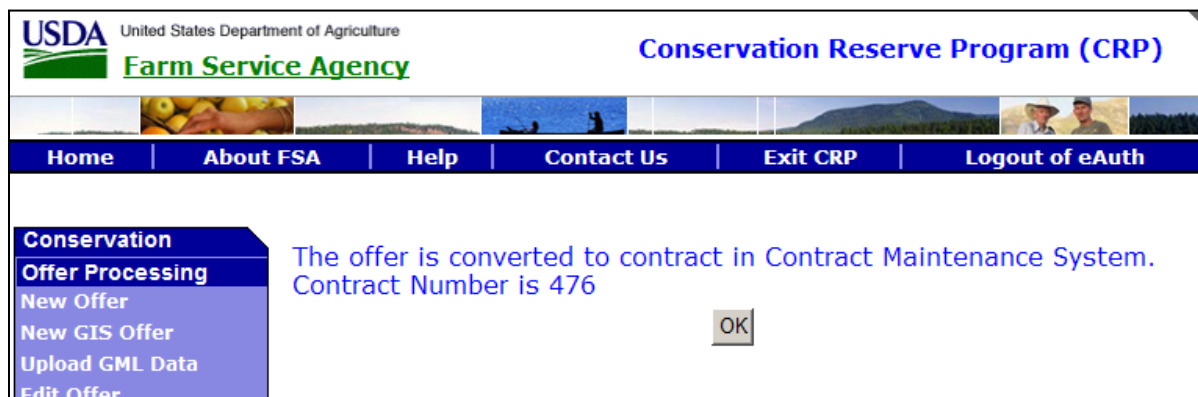 USDA United States Department of Agriculture
Farm Service Agency
Conservation Reserve Program (CRP)
Home About FSA Help Contact Us Exit CRP Logout of eAuth
Conservation
Offer Processing
New Offer
New GIS Offer
Upload GML Data
Edit Offer
The offer is converted to contract in Contract Maintenance System.
Contract Number is 476
OK